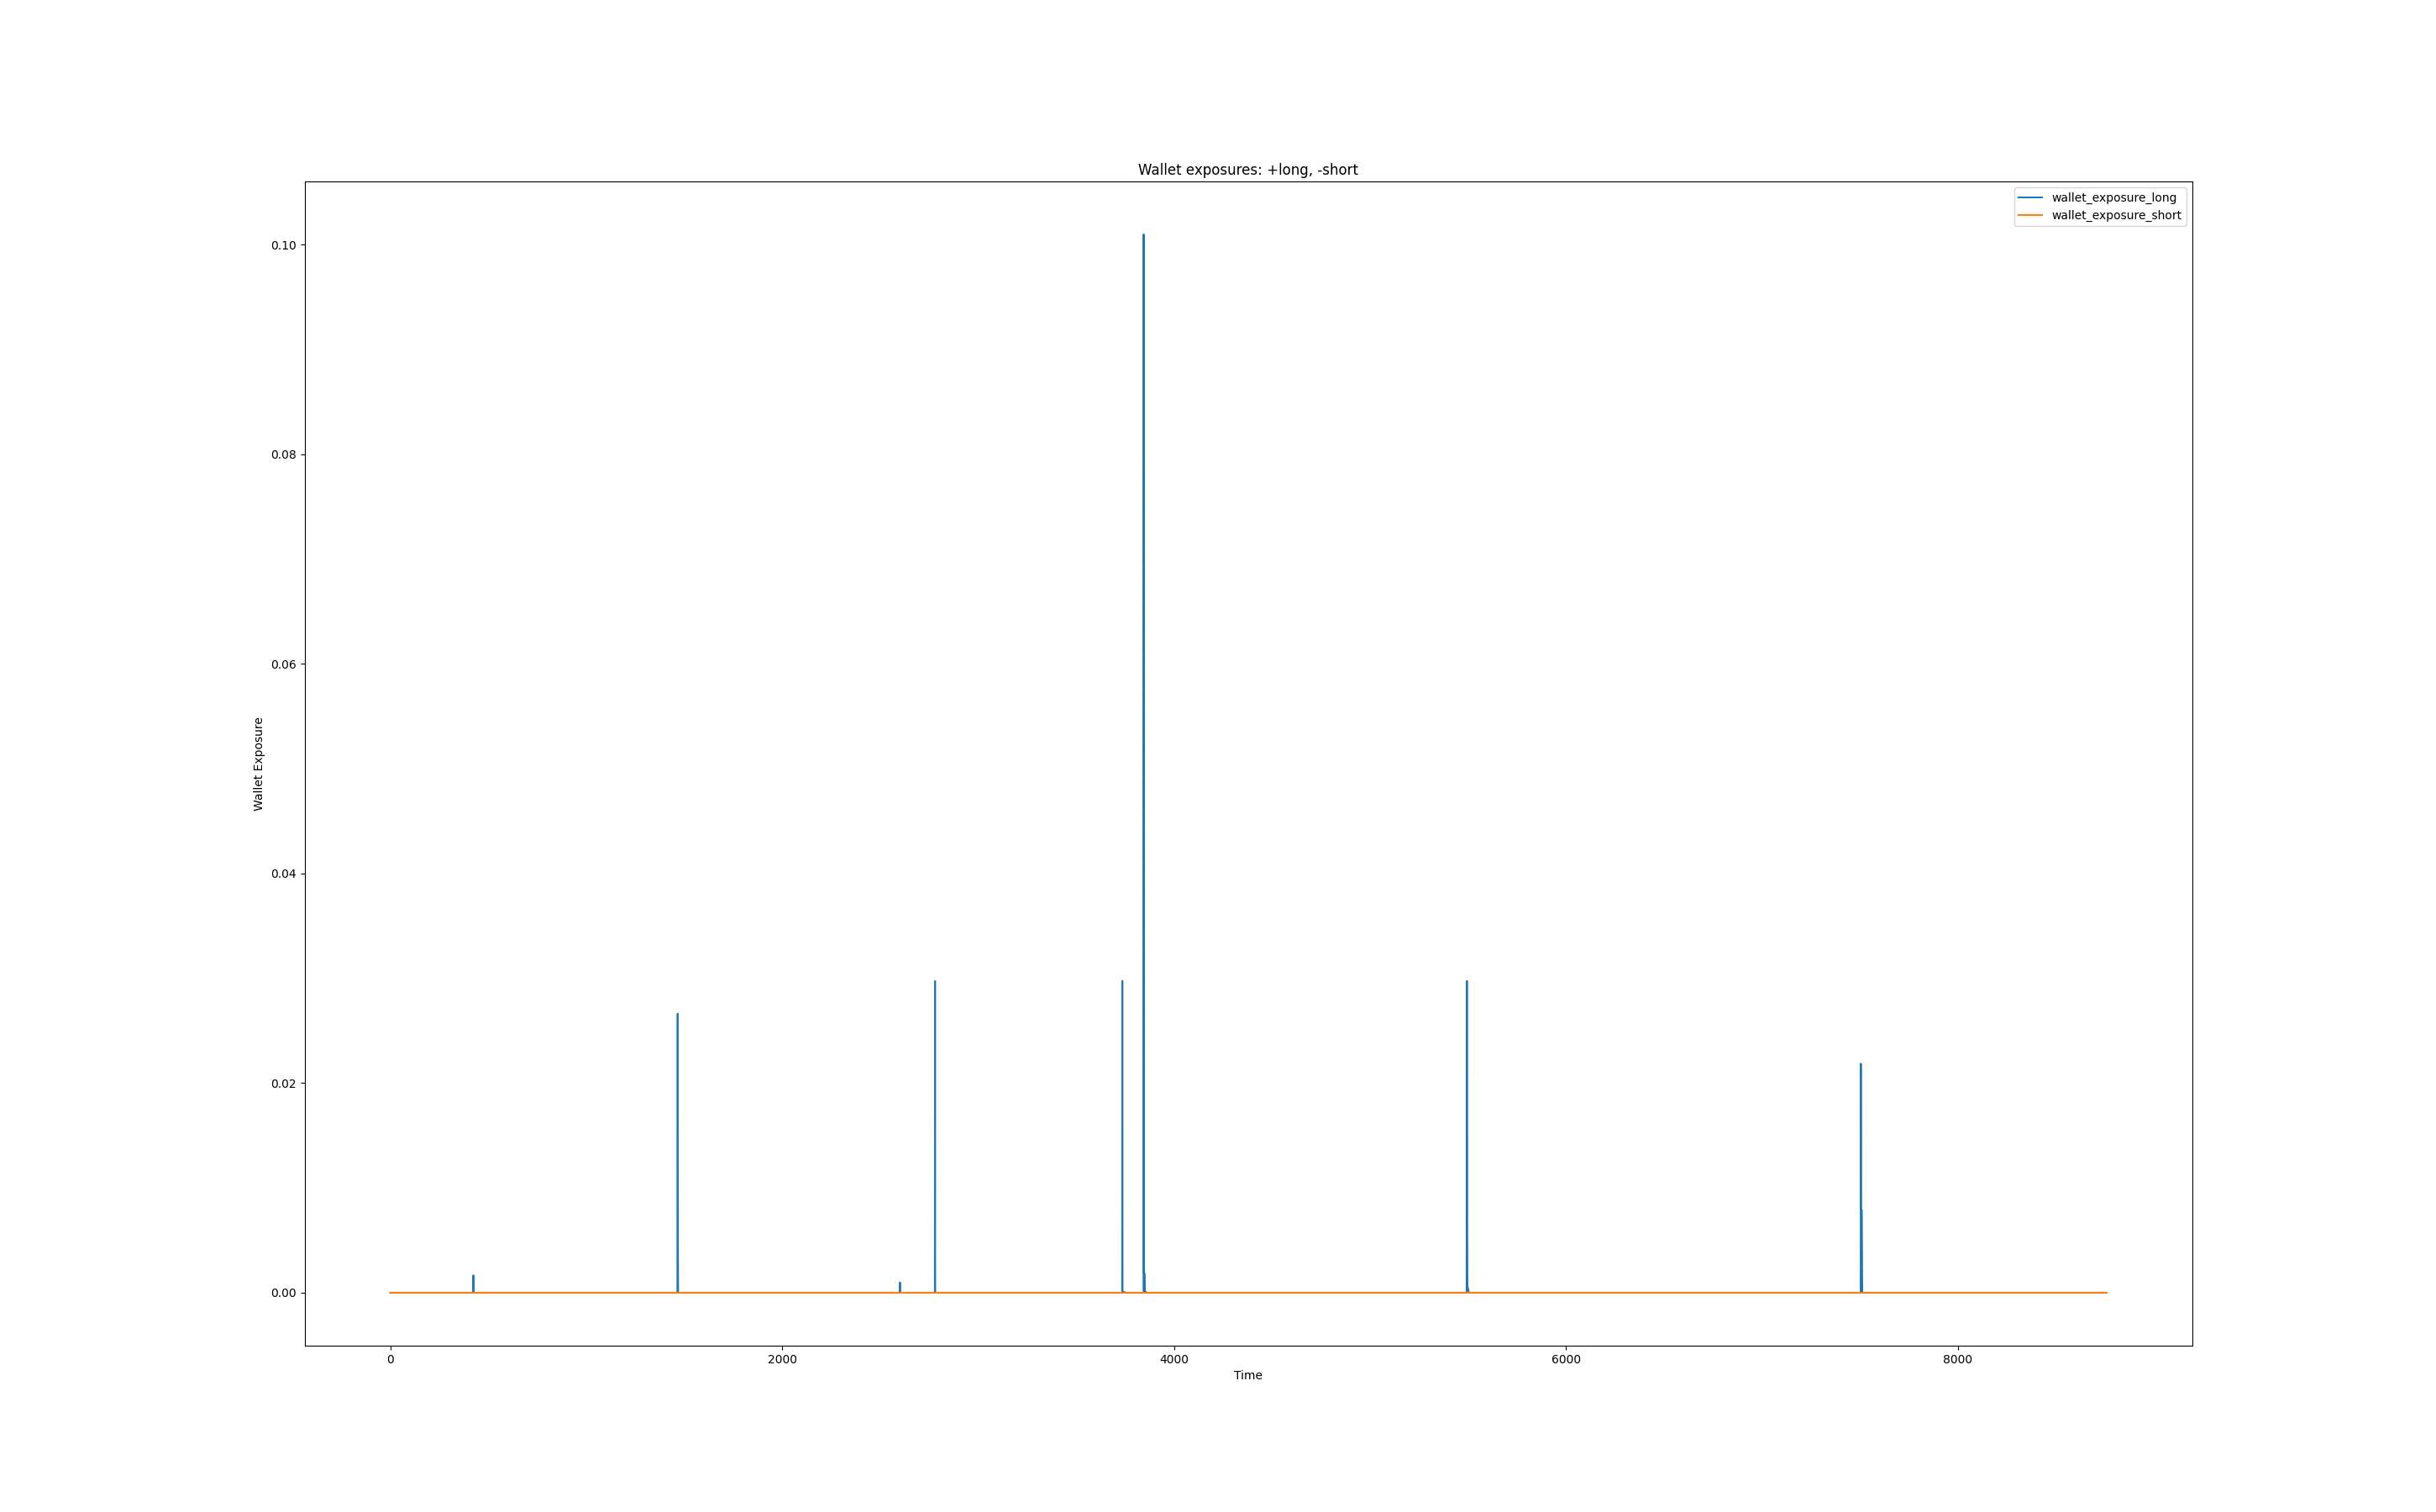 Wallet exposures: +long, -short
wallet_exposure_long
wallet_exposure_short
0.10
0.08
0.06
Wallet Exposure
0.04
0.02
0.00
0 2000 4000 6000 8000
Time